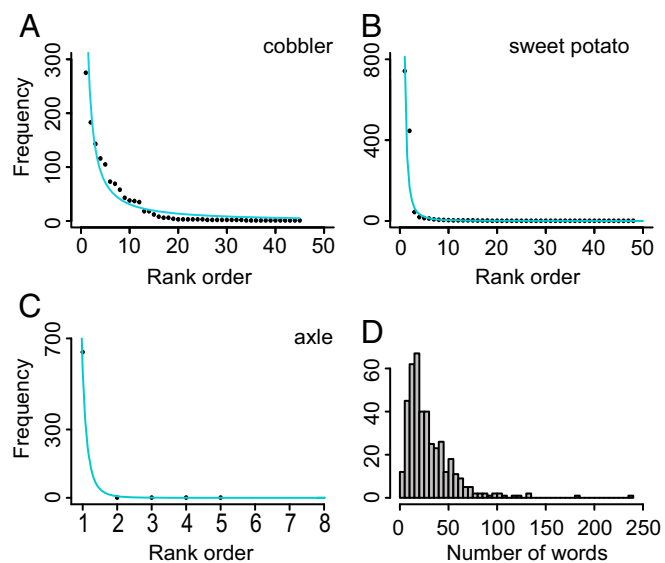 A
cobbler
Frequency
300
200
100
0
0 10 20 30 40 50
Rank order
B
sweet potato
800
400
0
0 10 20 30 40 50
Rank order
C
axle
Frequency
700
300
0
1 2 3 4 5 6 7 8
Rank order
D
60
40
20
0
0 50 100 150 200 250
Number of words